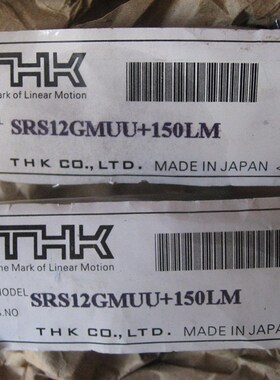 THK
Mark of Linear Motion
SRS12GMUU+150LM
THK CO., LTD. MADE IN JAPAN
THK
The Mark of Linear Motion
MODEL SRS12GMUU+150LM
S.NO
THK CO., LTD. MADE IN JAPAN